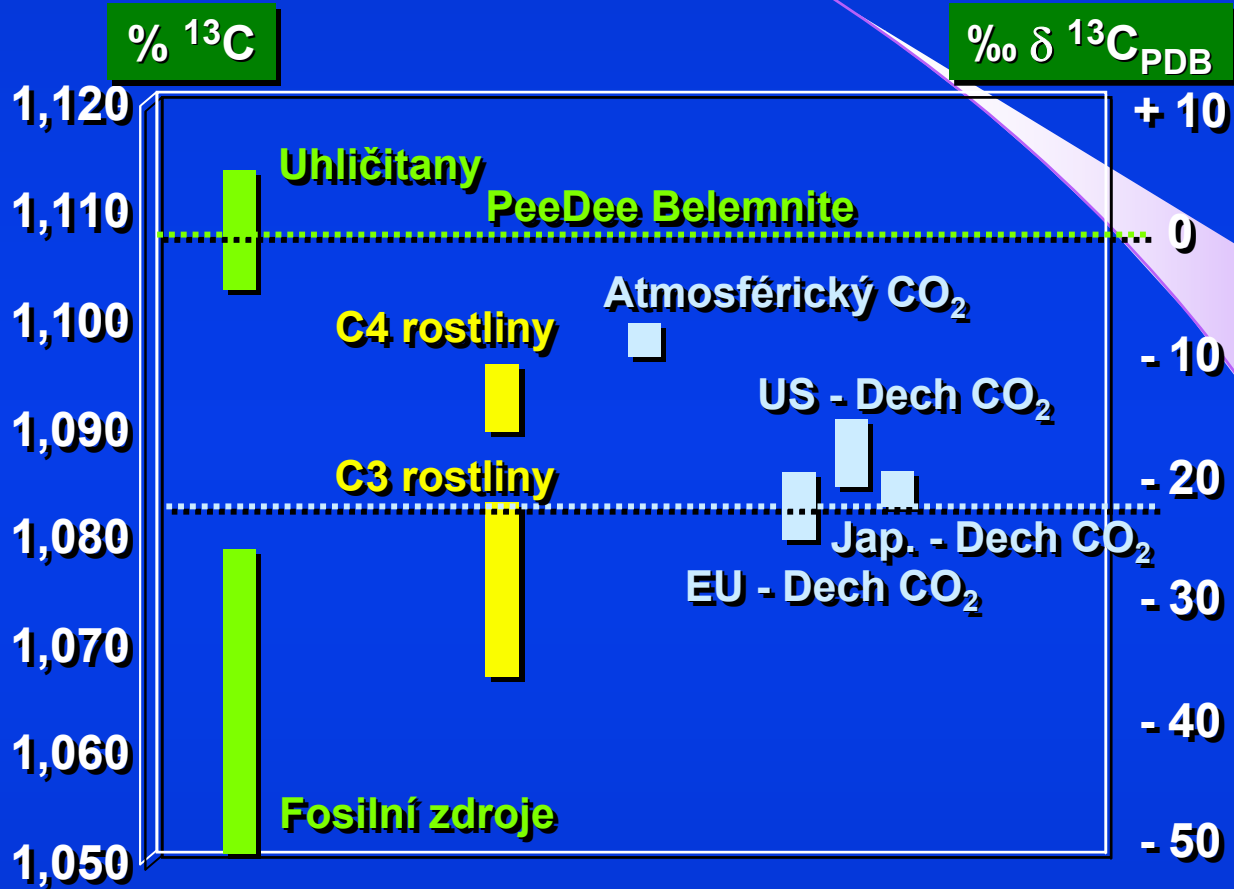 % ¹³C
‰ δ ¹³C_PDB
1,120
+ 10
Uhličitany
1,110
PeeDee Belemnite
0
Atmosférický CO₂
1,100
C4 rostliny
- 10
US - Dech CO₂
1,090
C3 rostliny
- 20
1,080
Jap. - Dech CO₂
EU - Dech CO₂
- 30
1,070
- 40
1,060
Fosilní zdroje
- 50
1,050